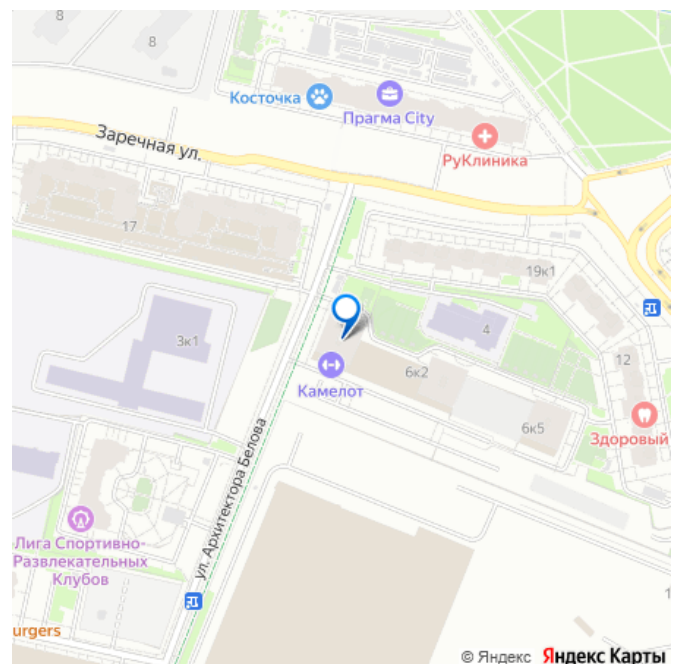 8
8
Косточка
Прагма City
РуКлиника
Заречная ул.
17
19к1
3к1
4
12
6к2
Камелот
6к5
Здоровый
ул. Архитектора Белова
Лига Спортивно-
Развлекательных
Клубов
urgers
1
© Яндекс Яндекс Карты